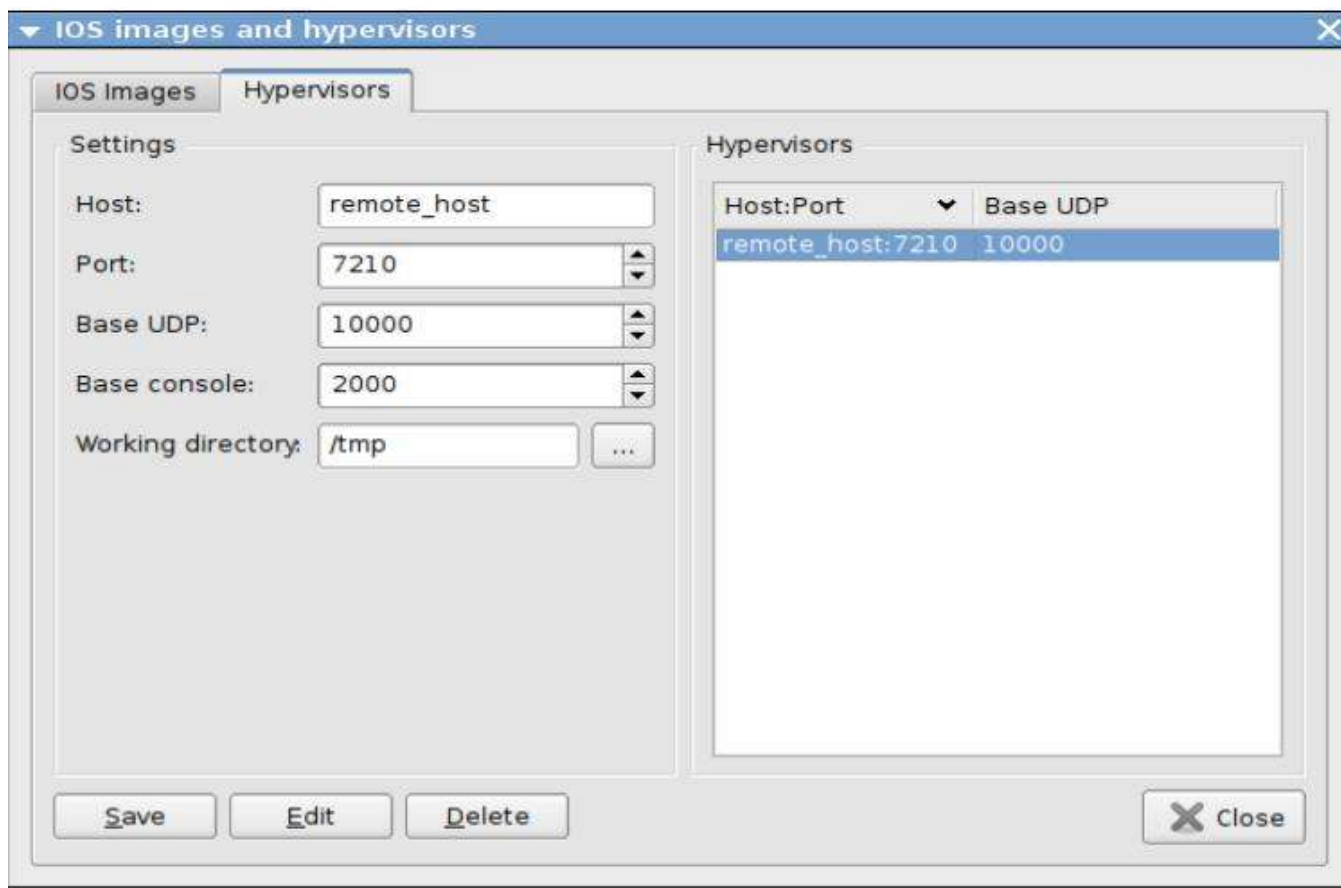 IOS images and hypervisors
IOS Images
Hypervisors
Settings
Host:
remote_host
Port:
7210
Base UDP:
10000
Base console:
2000
Working directory:
/tmp
...
Hypervisors
Host:Port
Base UDP
remote_host:7210
10000
Save
Edit
Delete
Close